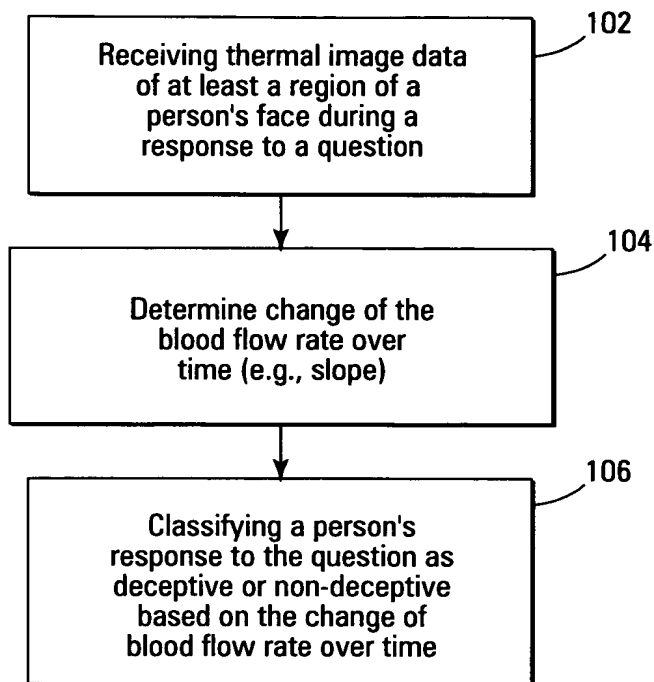 102
Receiving thermal image data
of at least a region of a
person's face during a
response to a question
104
Determine change of the
blood flow rate over
time (e.g., slope)
106
Classifying a person's
response to the question as
deceptive or non-deceptive
based on the change of
blood flow rate over time